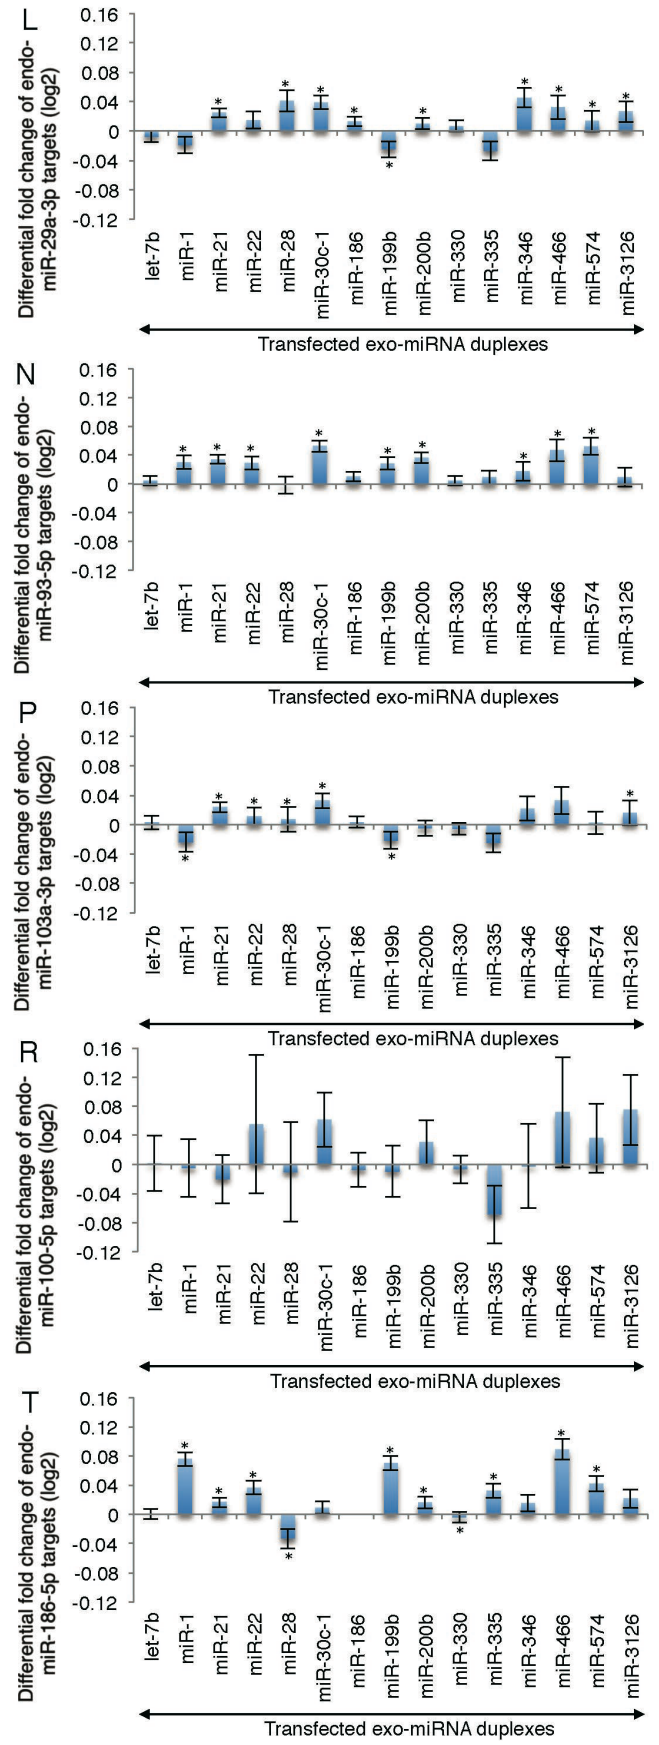 L
Differential fold change of endo-
miR-29a-3p targets (log2)
0.16
0.12
0.08
0.04
0
-0.04
-0.08
-0.12
* * * * * * * * * *
let-7b miR-1 miR-21 miR-22 miR-28 miR-30c-1 miR-186 miR-199b miR-200b miR-330 miR-335 miR-346 miR-466 miR-574 miR-3126
Transfected exo-miRNA duplexes
N
Differential fold change of endo-
miR-93-5p targets (log2)
0.16
0.12
0.08
0.04
0
-0.04
-0.08
-0.12
* * * * * * * * *
let-7b miR-1 miR-21 miR-22 miR-28 miR-30c-1 miR-186 miR-199b miR-200b miR-330 miR-335 miR-346 miR-466 miR-574 miR-3126
Transfected exo-miRNA duplexes
P
Differential fold change of endo-
miR-103a-3p targets (log2)
0.16
0.12
0.08
0.04
0
-0.04
-0.08
-0.12
* * * * * * *
let-7b miR-1 miR-21 miR-22 miR-28 miR-30c-1 miR-186 miR-199b miR-200b miR-330 miR-335 miR-346 miR-466 miR-574 miR-3126
Transfected exo-miRNA duplexes
R
Differential fold change of endo-
miR-100-5p targets (log2)
0.16
0.12
0.08
0.04
0
-0.04
-0.08
-0.12
let-7b miR-1 miR-21 miR-22 miR-28 miR-30c-1 miR-186 miR-199b miR-200b miR-330 miR-335 miR-346 miR-466 miR-574 miR-3126
Transfected exo-miRNA duplexes
T
Differential fold change of endo-
miR-186-5p targets (log2)
0.16
0.12
0.08
0.04
0
-0.04
-0.08
-0.12
* * * * * * * * * *
let-7b miR-1 miR-21 miR-22 miR-28 miR-30c-1 miR-186 miR-199b miR-200b miR-330 miR-335 miR-346 miR-466 miR-574 miR-3126
Transfected exo-miRNA duplexes